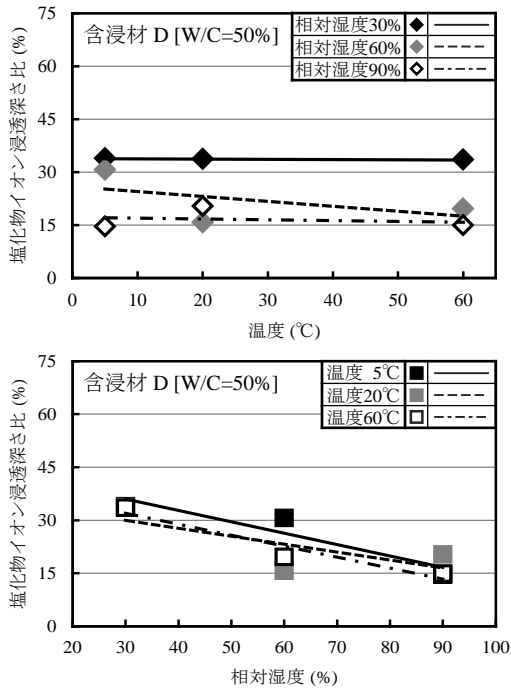 含浸材 D [W/C=50%]
相対湿度30%
相対湿度60%
相対湿度90%
塩化物イオン浸透深さ比 (%)
75
60
45
30
15
0
0 10 20 30 40 50 60
温度 (℃)
含浸材 D [W/C=50%]
温度 5℃
温度20℃
温度60℃
塩化物イオン浸透深さ比 (%)
75
60
45
30
15
0
20 30 40 50 60 70 80 90 100
相対湿度 (%)